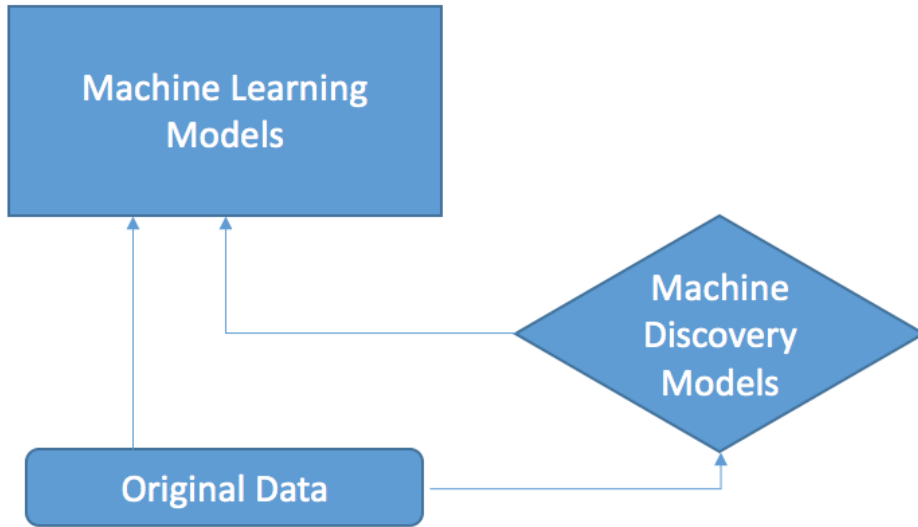 Machine Learning
Models
Machine
Discovery
Models
Original Data